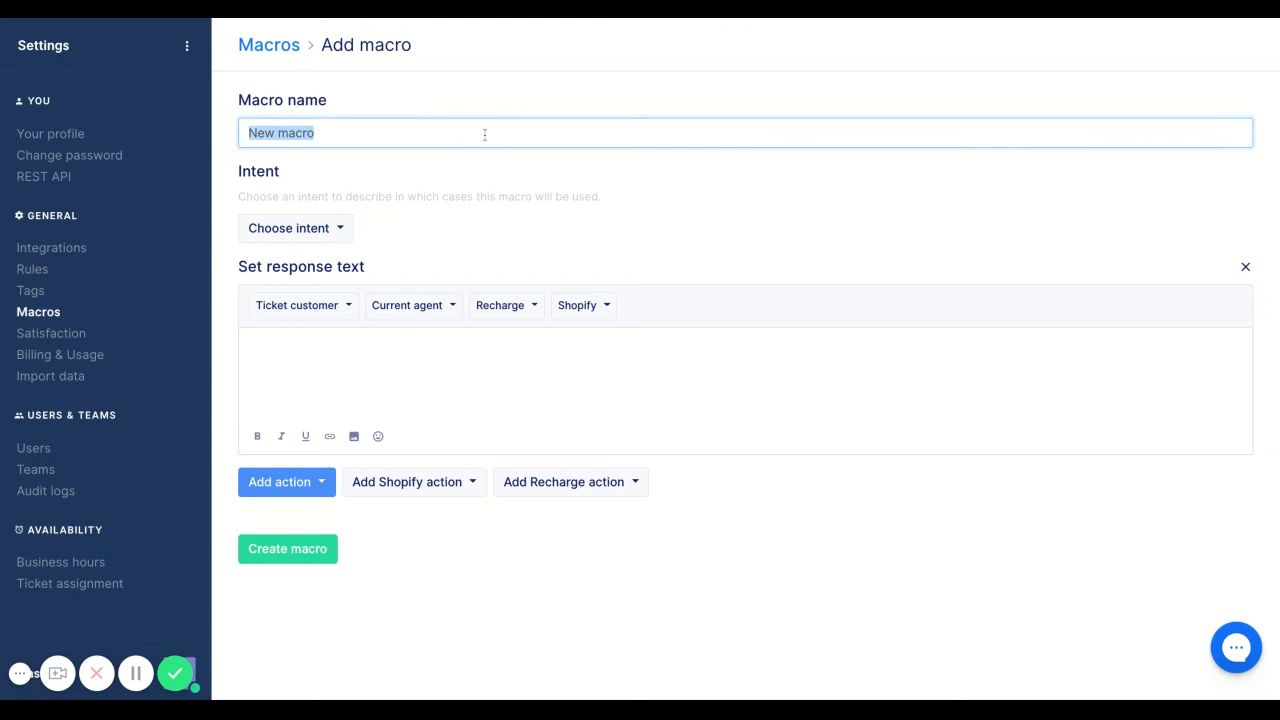 Settings
YOU
Your profile
Change password
REST API
GENERAL
Integrations
Rules
Tags
Macros
Satisfaction
Billing & Usage
Import data
USERS & TEAMS
Users
Teams
Audit logs
AVAILABILITY
Business hours
Ticket assignment
Macros > Add macro
Macro name
New macro
Intent
Choose an intent to describe in which cases this macro will be used.
Choose intent
Set response text
Ticket customer Current agent Recharge Shopify
B I U
Add action Add Shopify action Add Recharge action
Create macro